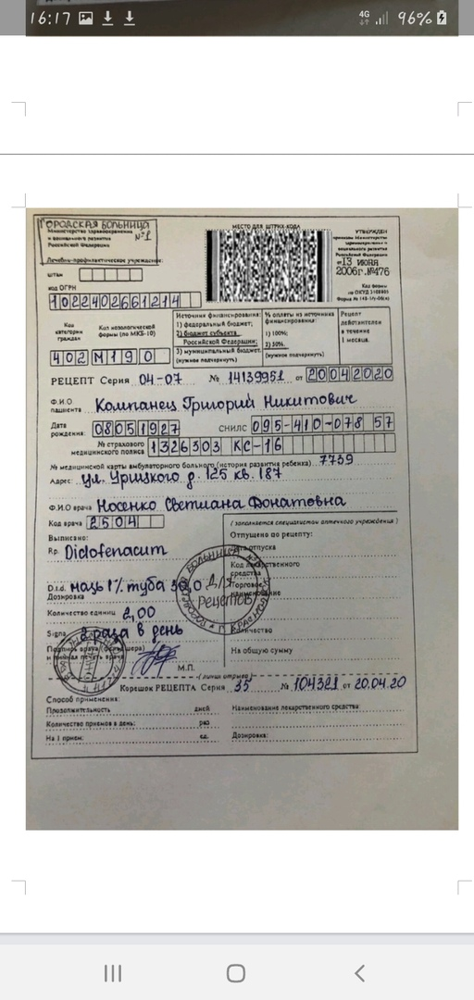 16:17
4G
96%
ГОРОДСКАЯ БОЛЬНИЦА
№1
Министерство здравоохранения
и социального развития
Российской Федерации
Лечебно-профилактическое учреждение:
штамп
код ОГРН
1022402661214
МЕСТО ДЛЯ ШТРИХ-КОДА
УТВЕРЖДЕН
приказом Министерства
здравоохранения и
социального развития
Российской Федерации
13 июня
2006г. №476
Код формы
по ОКУД 3108805
Форма № 148-1/у-06(л)
Код
категории
граждан
Код нозологической
формы (по МКБ-10)
402 М190
Источник финансирования:
1) федеральный бюджет;
2) бюджет субъекта
Российской Федерации;
3) муниципальный бюджет.
(нужное подчеркнуть)
% оплаты из источника
финансирования:
1) 100%;
2) 50%.
(нужное подчеркнуть)
Рецепт
действителен
в течение
1 месяца.
РЕЦЕПТ Серия 04-07 № 14139951 от 20042020
Ф.И.О
пациента Компанец Григорий Никитович
Дата
рождения: 08051927 СНИЛС 095-410-078 57
№ страхового
медицинского полиса 1326303 КС-16
№ медицинской карты амбулаторного больного (история развития ребенка) 7739
Адрес: ул. Урицкого д. 125 кв. 187
Ф.И.О врача Носенко Светлана Донатовна
Код врача 2504
(заполняется специалистом аптечного учреждения)
Выписано:
Отпущено по рецепту:
Rp. Diclofenacum
Дата отпуска
Код лекарственного
средства
D.t.d. мазь 1% туба 30,0
Дозировка
Торговое
наименование
Для
Рецептов
Количество единиц 2,00
Количество
Signa 2 раза в день
На общую сумму
М.П.
(линия отрыва)
Корешок РЕЦЕПТА Серия 35 № 104321 от 20.04.20
Способ применения:
Продолжительность дней
Наименование лекарственного средства:
Количество приемов в день: раз
На 1 прием: ед.
Дозировка: